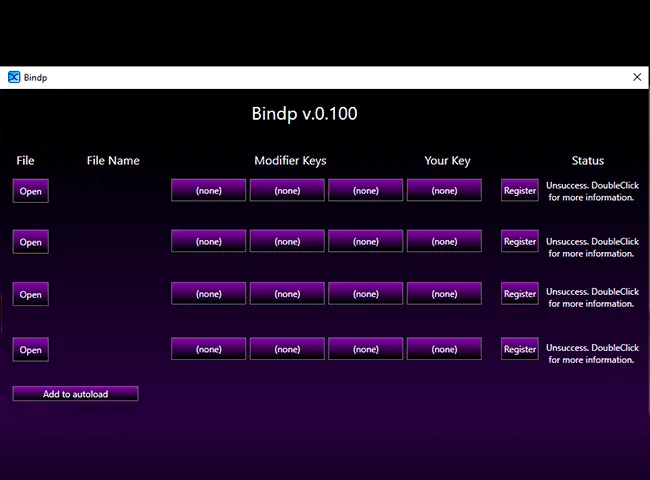 Bindp
Bindp v.0.100
File File Name Modifier Keys Your Key Status
Open (none) (none) (none) (none) Register Unsuccess. DoubleClick
for more information.
Open (none) (none) (none) (none) Register Unsuccess. DoubleClick
for more information.
Open (none) (none) (none) (none) Register Unsuccess. DoubleClick
for more information.
Open (none) (none) (none) (none) Register Unsuccess. DoubleClick
for more information.
Add to autoload